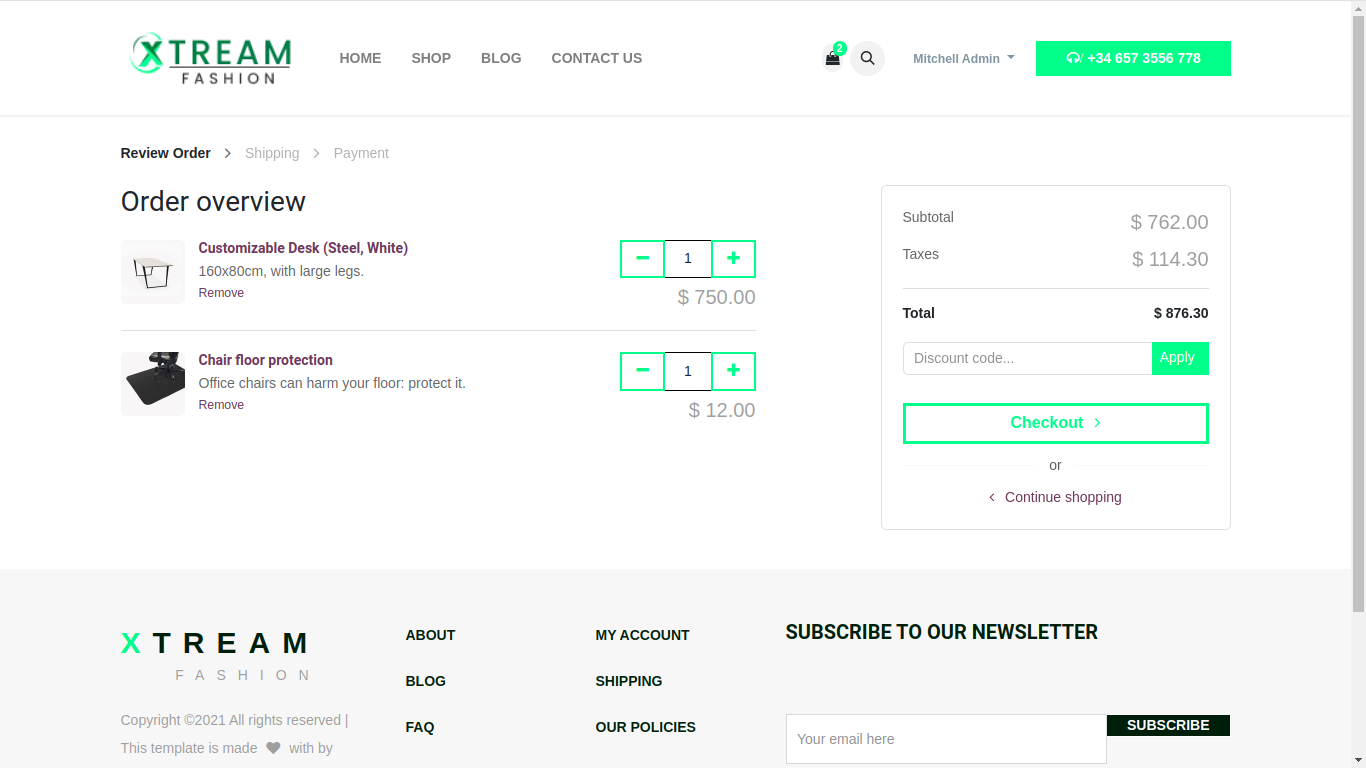 XTREAM
FASHION
HOME SHOP BLOG CONTACT US
2
Mitchell Admin
/ +34 657 3556 778
Review Order > Shipping > Payment
Order overview
Customizable Desk (Steel, White)
160x80cm, with large legs.
Remove
1
$ 750.00
Chair floor protection
Office chairs can harm your floor: protect it.
Remove
1
$ 12.00
Subtotal $ 762.00
Taxes $ 114.30
Total $ 876.30
Discount code... Apply
Checkout
or
Continue shopping
X T R E A M
F A S H I O N
Copyright ©2021 All rights reserved |
This template is made with by
ABOUT
BLOG
FAQ
MY ACCOUNT
SHIPPING
OUR POLICIES
SUBSCRIBE TO OUR NEWSLETTER
Your email here
SUBSCRIBE